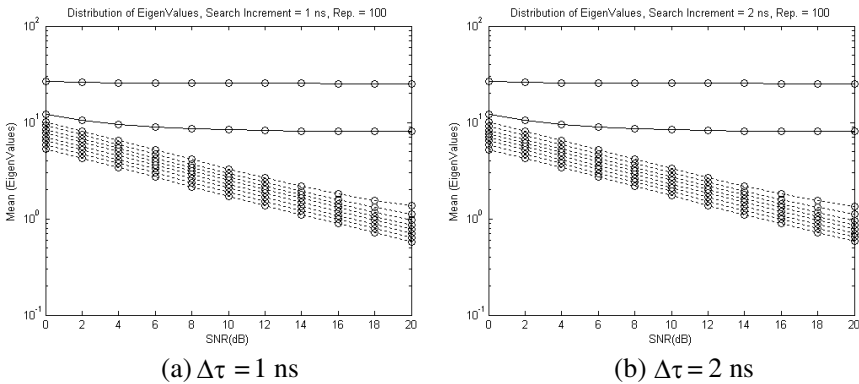 Distribution of EigenValues, Search Increment = 1 ns, Rep. = 100
Mean (EigenValues)
10^2
10^1
10^0
10^-1
0 2 4 6 8 10 12 14 16 18 20
SNR(dB)
(a) Δτ = 1 ns
Distribution of EigenValues, Search Increment = 2 ns, Rep. = 100
Mean (EigenValues)
10^2
10^1
10^0
10^-1
0 2 4 6 8 10 12 14 16 18 20
SNR(dB)
(b) Δτ = 2 ns